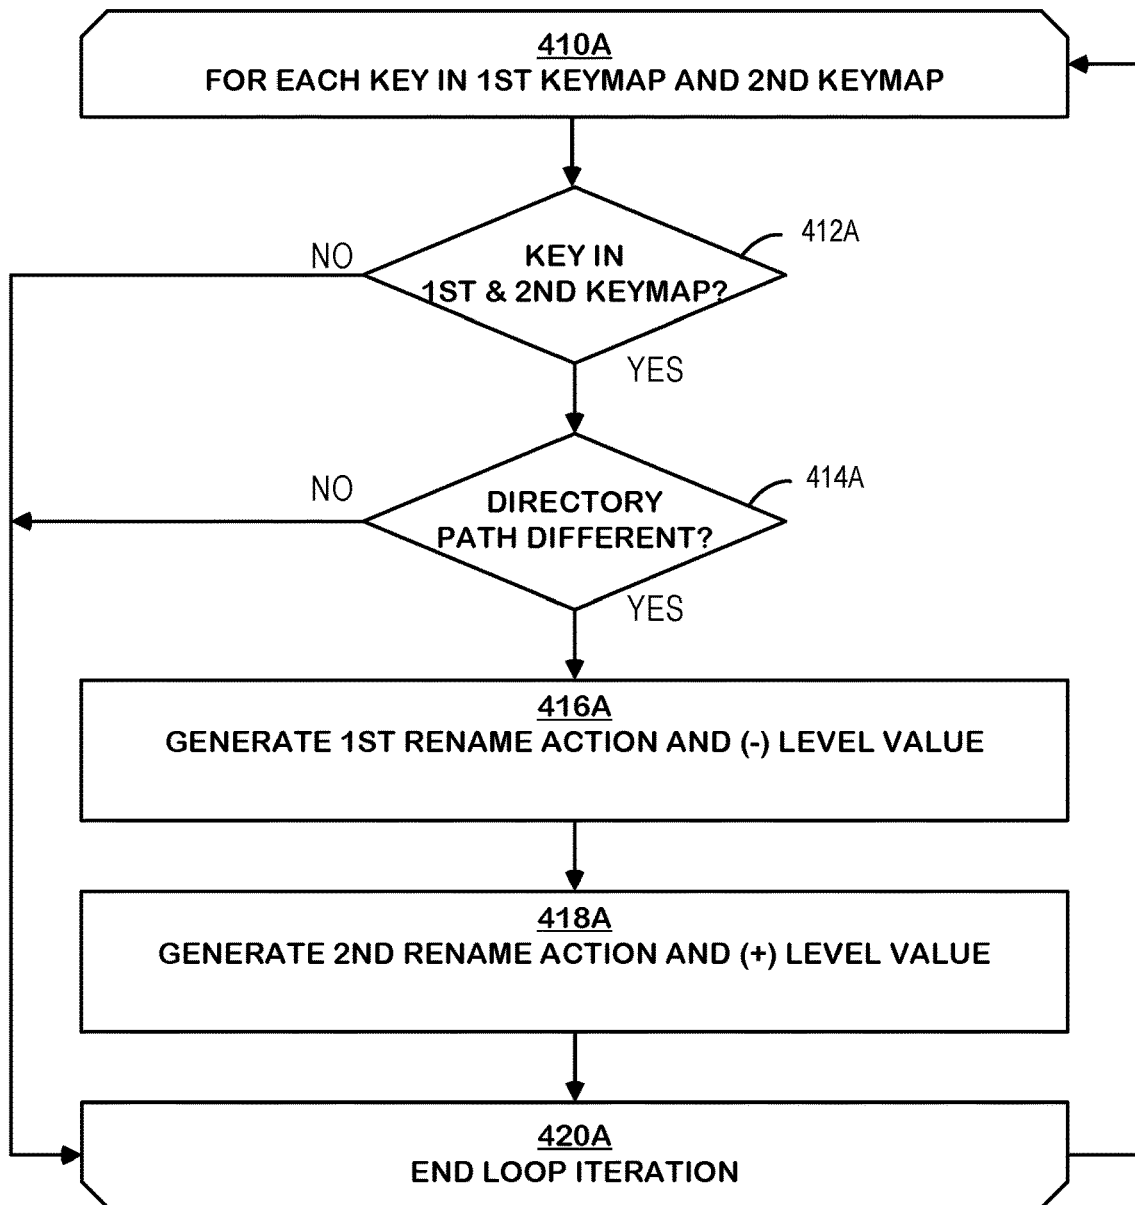 410A
FOR EACH KEY IN 1ST KEYMAP AND 2ND KEYMAP
412A
NO
KEY IN
1ST & 2ND KEYMAP?
YES
414A
NO
DIRECTORY
PATH DIFFERENT?
YES
416A
GENERATE 1ST RENAME ACTION AND (-) LEVEL VALUE
418A
GENERATE 2ND RENAME ACTION AND (+) LEVEL VALUE
420A
END LOOP ITERATION